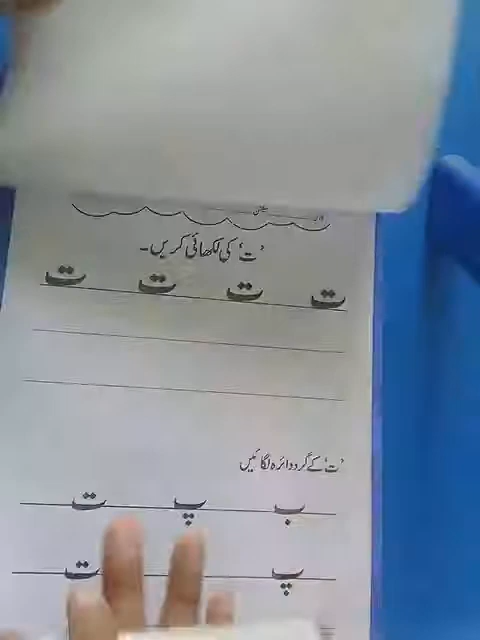 'ت' کی لکھائی کریں۔
ت ت ت ت
'ت' کے گرد دائرہ لگائیں
ب پ ت
پ ت